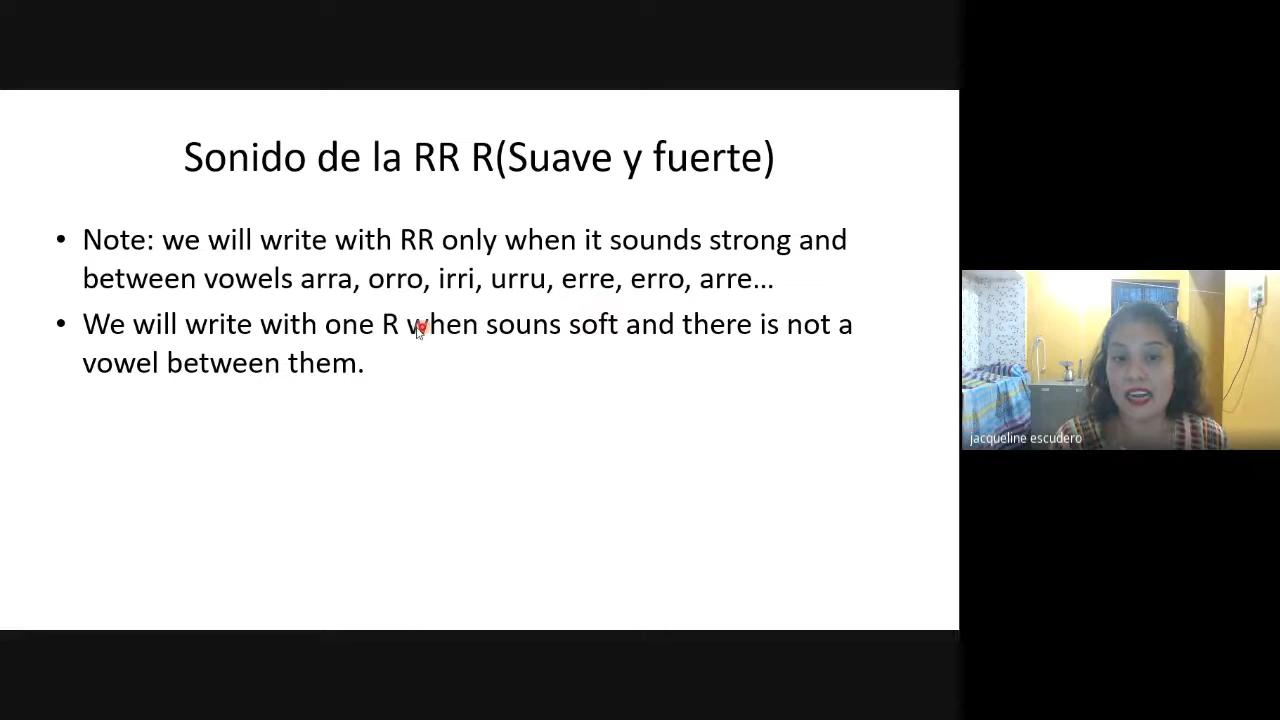 Sonido de la RR R(Suave y fuerte)
• Note: we will write with RR only when it sounds strong and
between vowels arra, orro, irri, urru, erre, erro, arre...
• We will write with one R when souns soft and there is not a
vowel between them.
jacqueline escudero